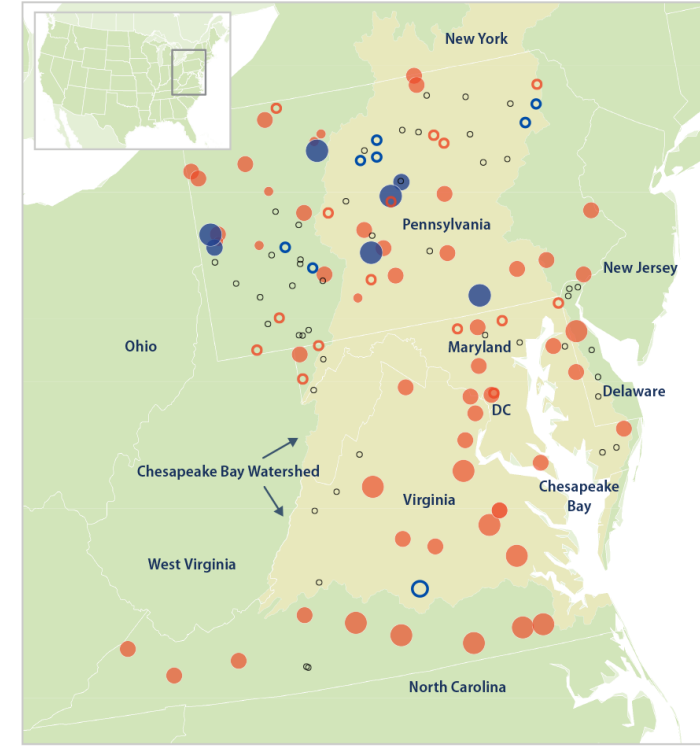 New York
Pennsylvania
New Jersey
Ohio
Maryland
Delaware
DC
Chesapeake Bay Watershed
Chesapeake
Bay
Virginia
West Virginia
North Carolina